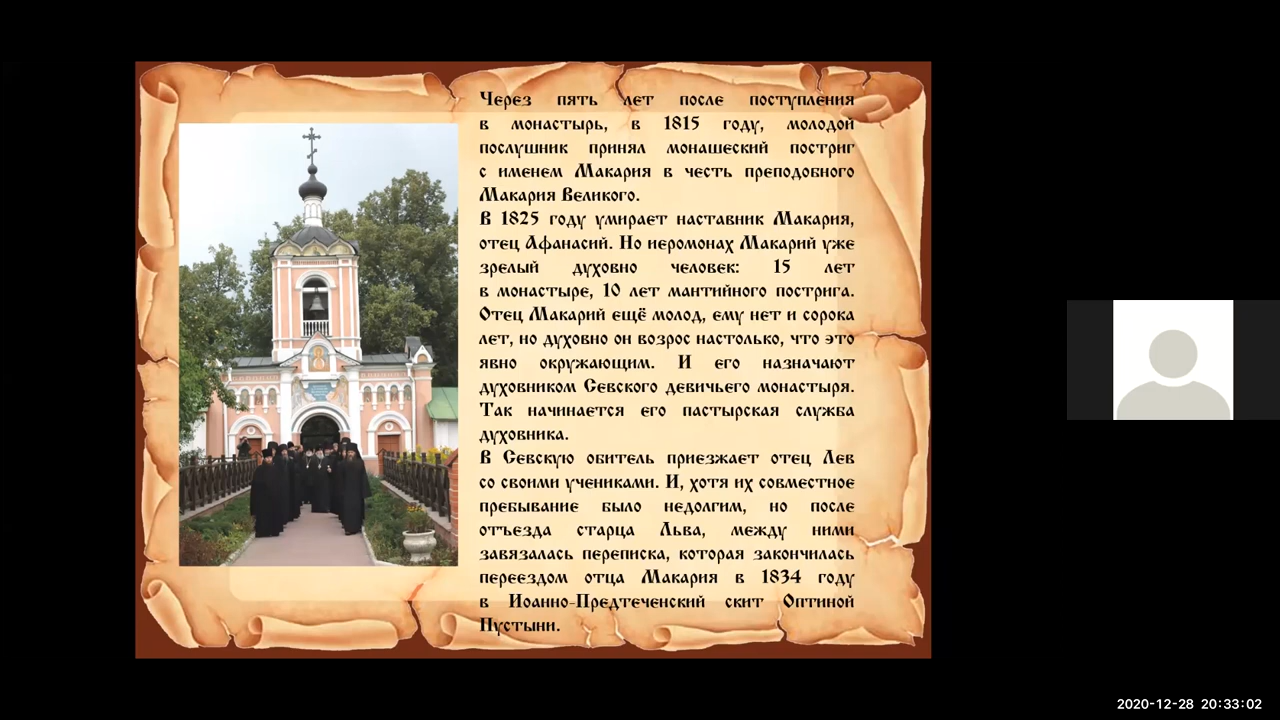 Через пять лет после поступления
в монастырь, в 1815 году, молодой
послушник принял монашеский постриг
с именем Макария в честь преподобного
Макария Великого.
В 1825 году умирает наставник Макария,
отец Афанасий. Но иеромонах Макарий уже
зрелый духовно человек: 15 лет
в монастыре, 10 лет мантийного пострига.
Отец Макарий ещё молод, ему нет и сорока
лет, но духовно он возрос настолько, что это
явно окружающим. И его назначают
духовником Севского девичьего монастыря.
Так начинается его пастырская служба
духовника.
В Севскую обитель приезжает отец Лев
со своими учениками. И, хотя их совместное
пребывание было недолгим, но после
отъезда старца Льва, между ними
завязалась переписка, которая закончилась
переездом отца Макария в 1834 году
в Иоанно-Предтеченский скит Оптиной
Пустыни.
2020-12-28 20:33:02